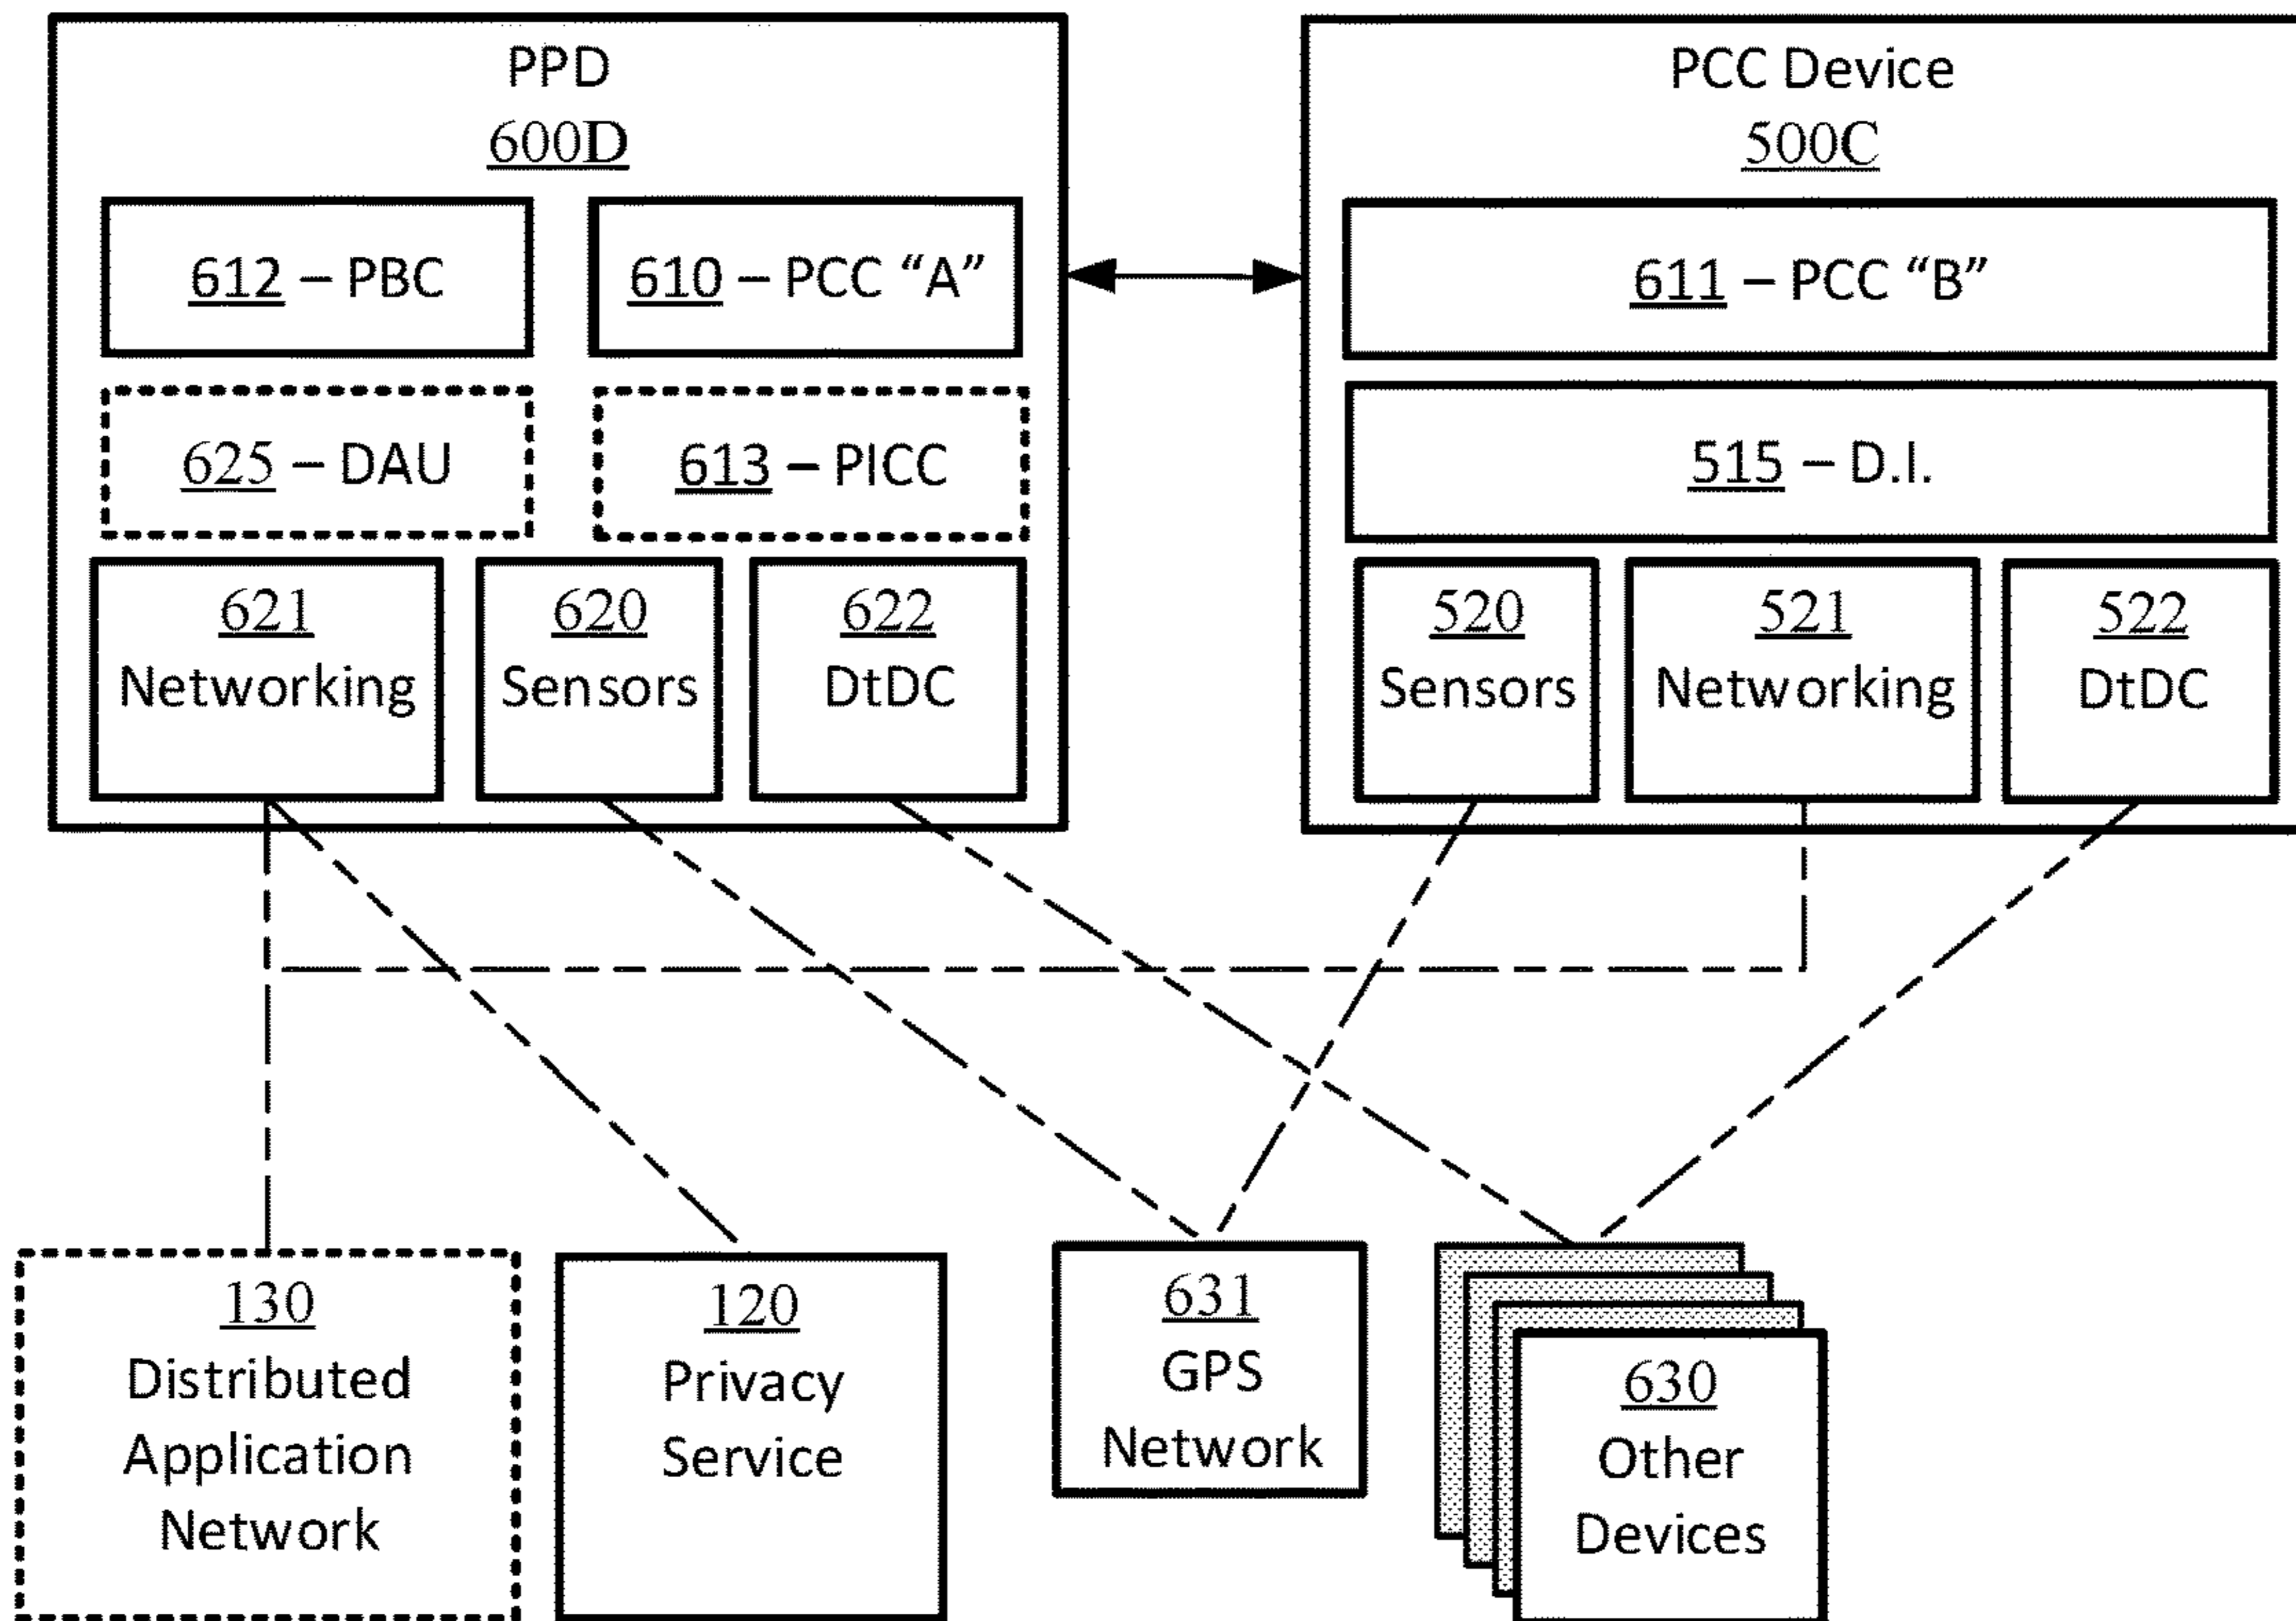 PPD
600D
612 – PBC
610 – PCC “A”
625 – DAU
613 – PICC
621
Networking
620
Sensors
622
DtDC
PCC Device
500C
611 – PCC “B”
515 – D.I.
520
Sensors
521
Networking
522
DtDC
130
Distributed
Application
Network
120
Privacy
Service
631
GPS
Network
630
Other
Devices